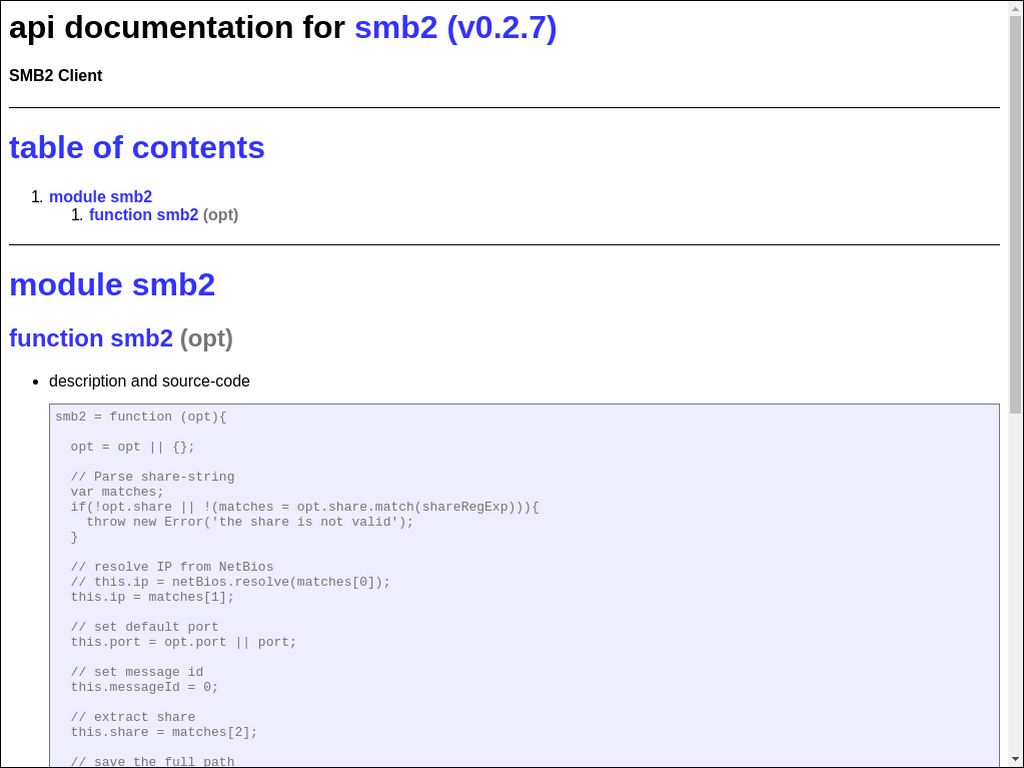 api documentation for smb2 (v0.2.7)
SMB2 Client
table of contents
1. module smb2
1. function smb2 (opt)
module smb2
function smb2 (opt)
• description and source-code
smb2 = function (opt){
opt = opt || {};
// Parse share-string
var matches;
if(!opt.share || !(matches = opt.share.match(shareRegExp))){
throw new Error('the share is not valid');
}
// resolve IP from NetBios
// this.ip = netBios.resolve(matches[0]);
this.ip = matches[1];
// set default port
this.port = opt.port || port;
// set message id
this.messageId = 0;
// extract share
this.share = matches[2];
// save the full path